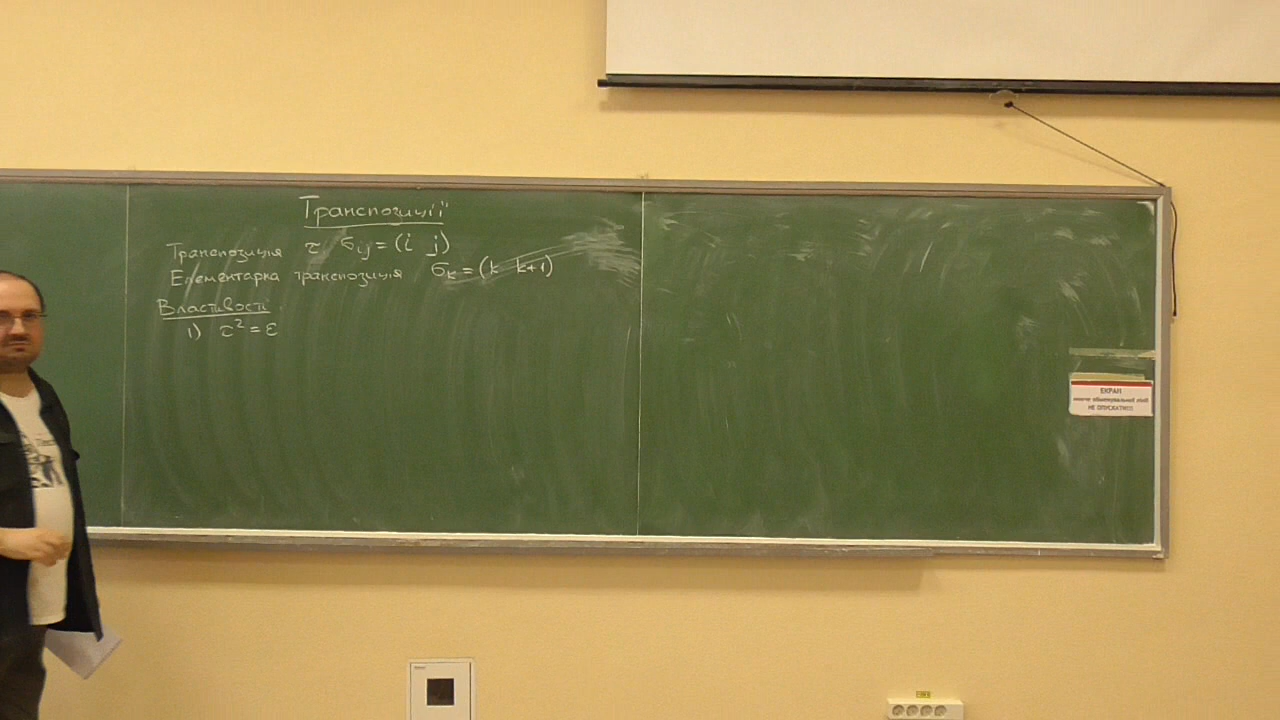 Транспозиції
Транспозиція τ σij = (i j)
Елементарна транспозиція σk = (k k+1)
Властивості
1) τ² = ε
ЕКРАН
НЕ ОПУСКАТИ!!!